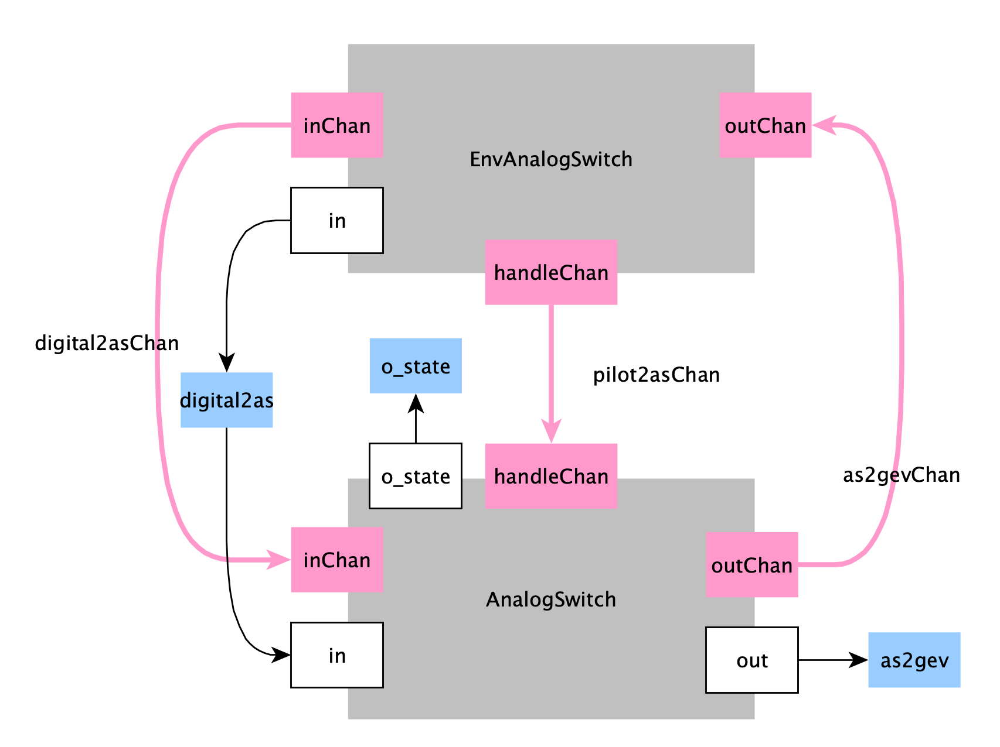 inChan
outChan
EnvAnalogSwitch
in
handleChan
digital2asChan
o_state
pilot2asChan
digital2as
o_state
handleChan
as2gevChan
inChan
outChan
AnalogSwitch
in
out
as2gev